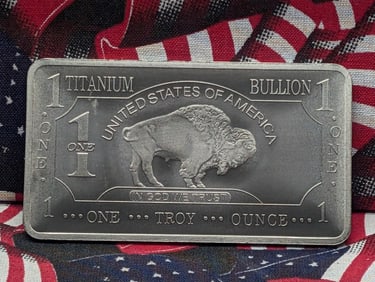 1 TITANIUM BULLION 1
UNITED STATES OF AMERICA
·ONE· 1 ONE ·ONE·
IN GOD WE TRUST
1 ···ONE···TROY···OUNCE··· 1